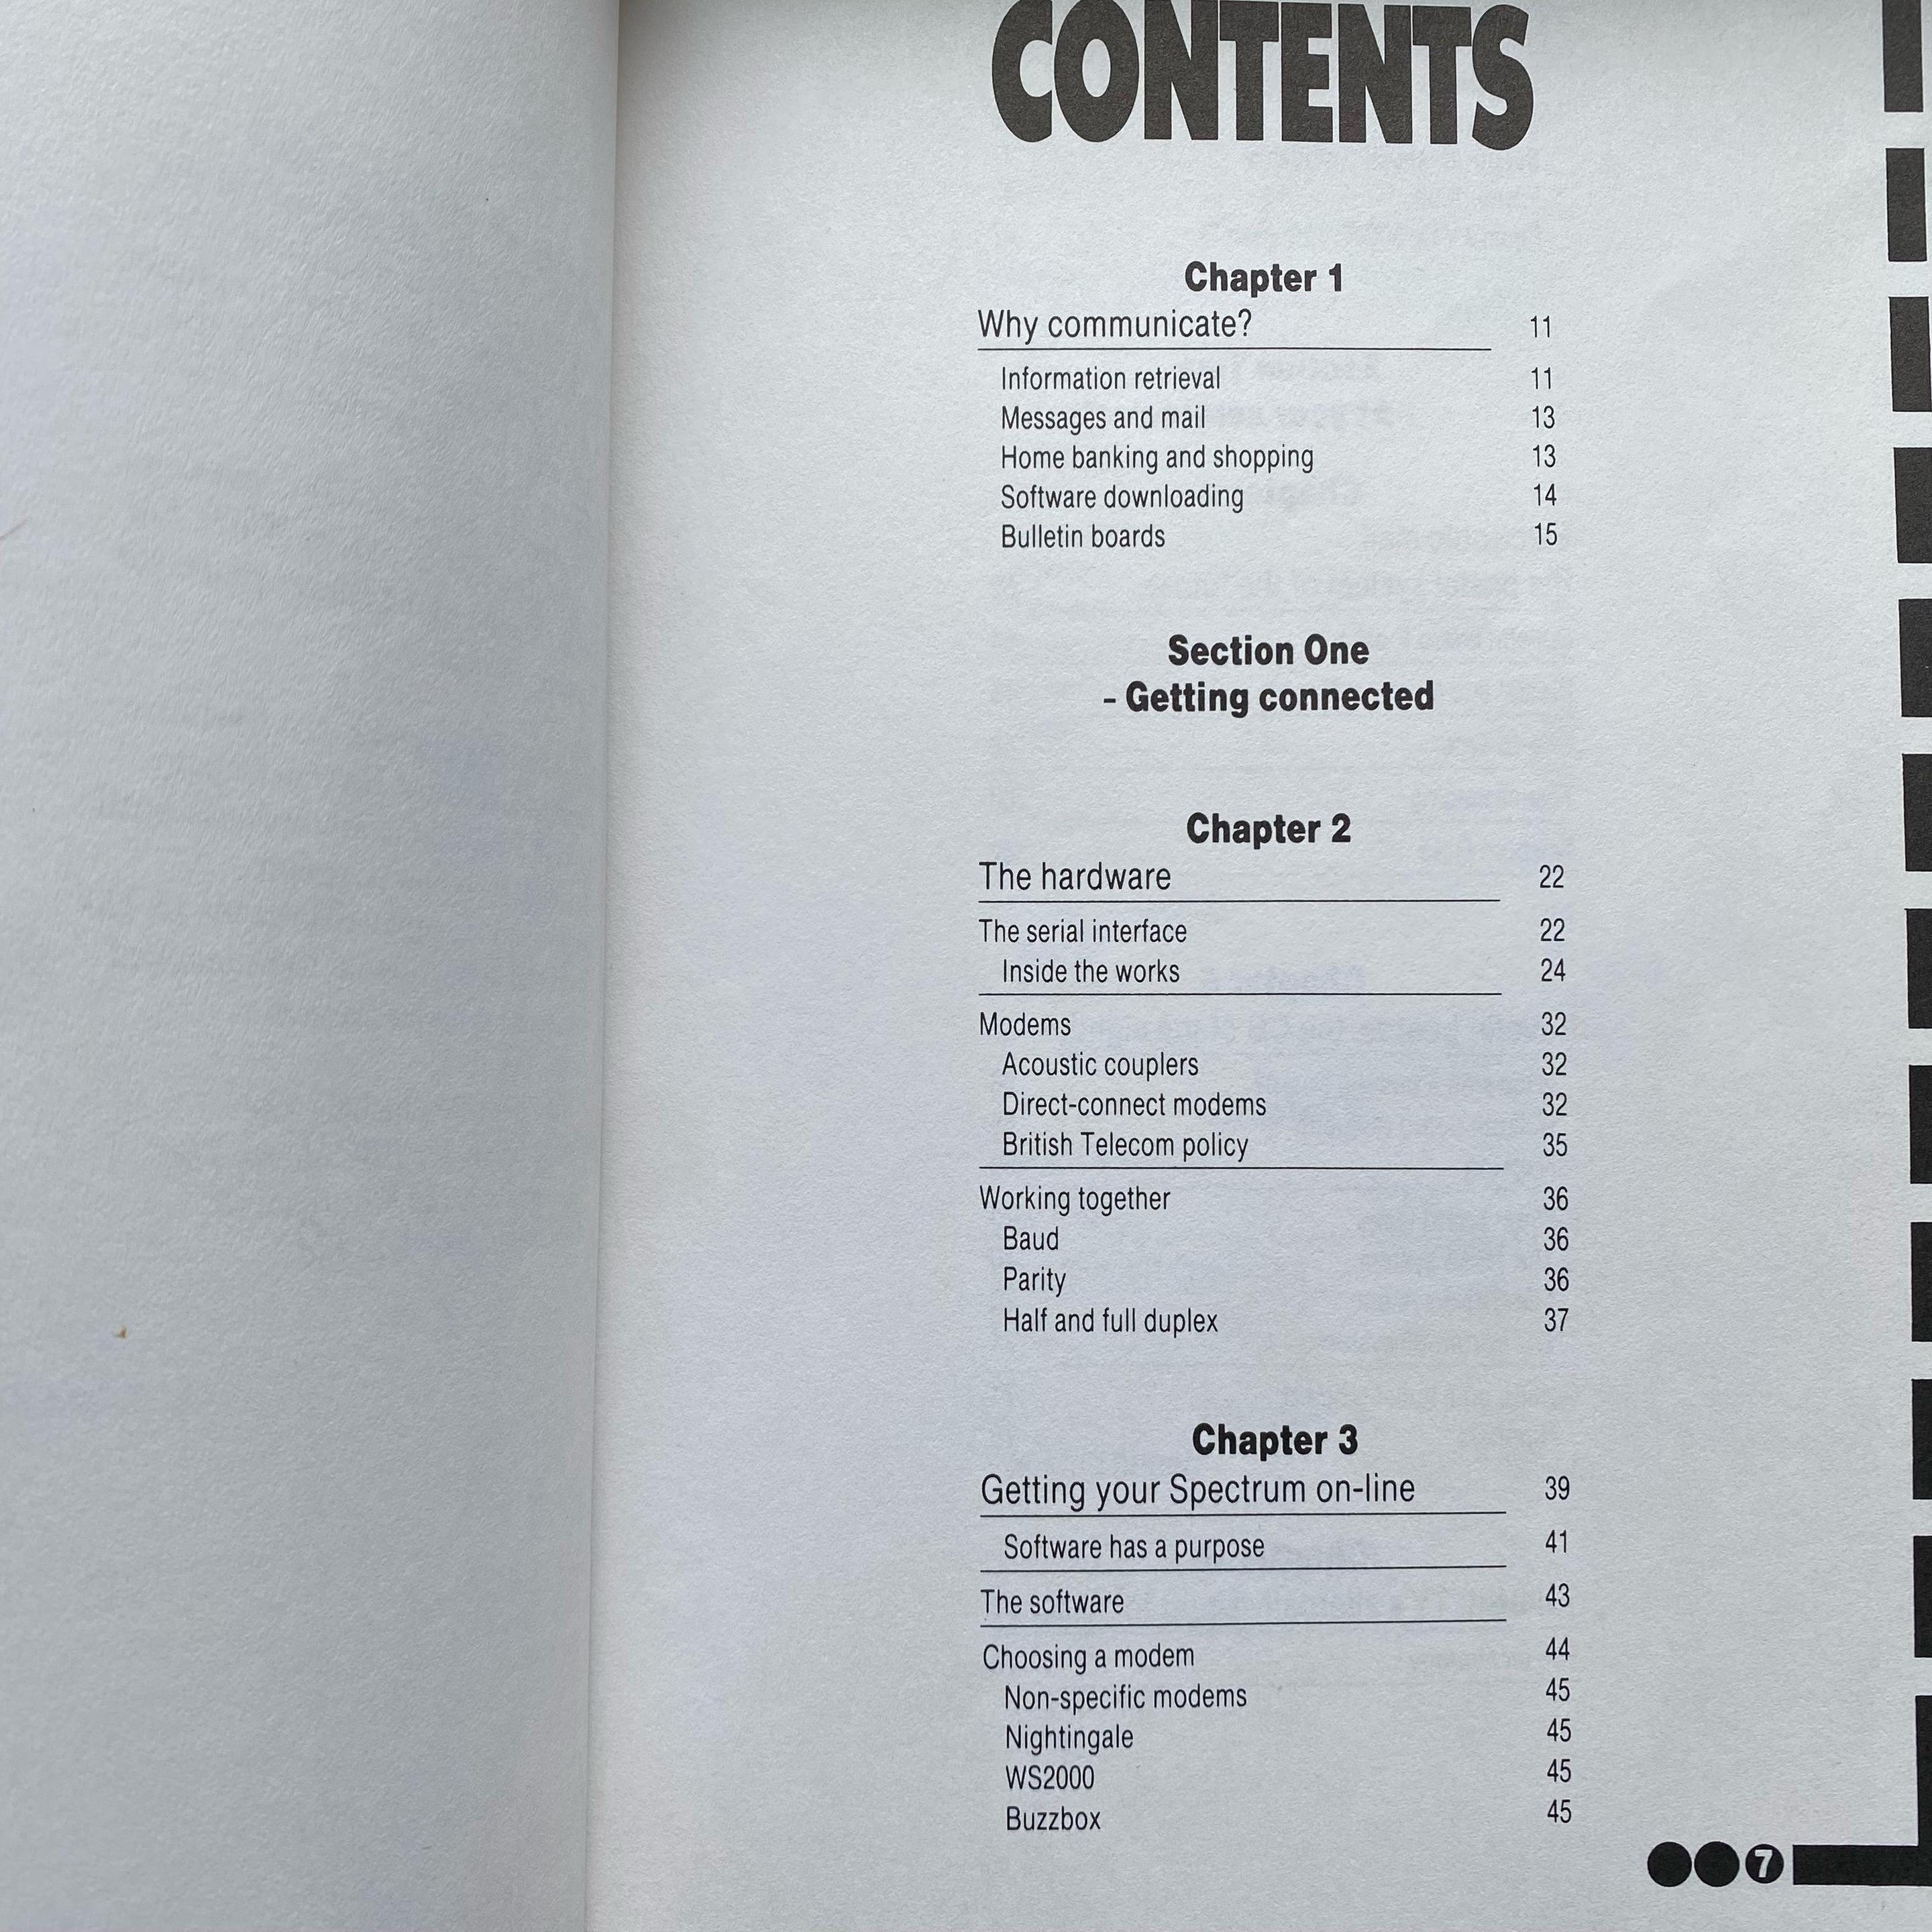 CONTENTS
Chapter 1
Why communicate? 11
Information retrieval 11
Messages and mail 13
Home banking and shopping 13
Software downloading 14
Bulletin boards 15
Section One
- Getting connected
Chapter 2
The hardware 22
The serial interface 22
Inside the works 24
Modems 32
Acoustic couplers 32
Direct-connect modems 32
British Telecom policy 35
Working together 36
Baud 36
Parity 36
Half and full duplex 37
Chapter 3
Getting your Spectrum on-line 39
Software has a purpose 41
The software 43
Choosing a modem 44
Non-specific modems 45
Nightingale 45
WS2000 45
Buzzbox 45
7